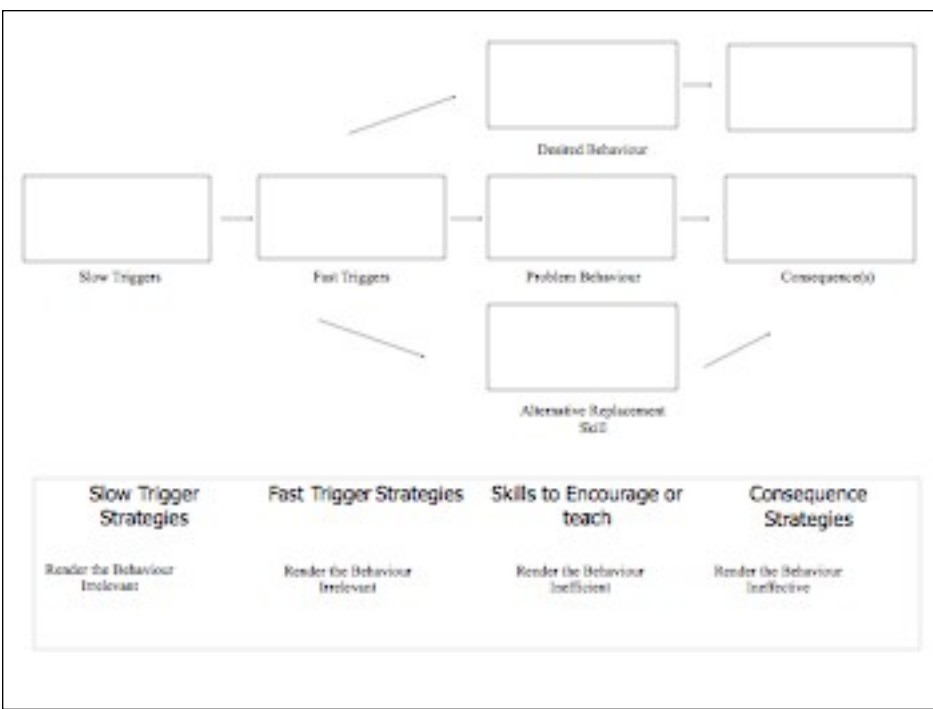 Desired Behaviour
Slow Triggers
Fast Triggers
Problem Behaviour
Consequence(s)
Alternative Replacement
Skill
Slow Trigger
Strategies
Fast Trigger Strategies
Skills to Encourage or
teach
Consequence
Strategies
Render the Behaviour
Irrelevant
Render the Behaviour
Irrelevant
Render the Behaviour
Inefficient
Render the Behaviour
Ineffective